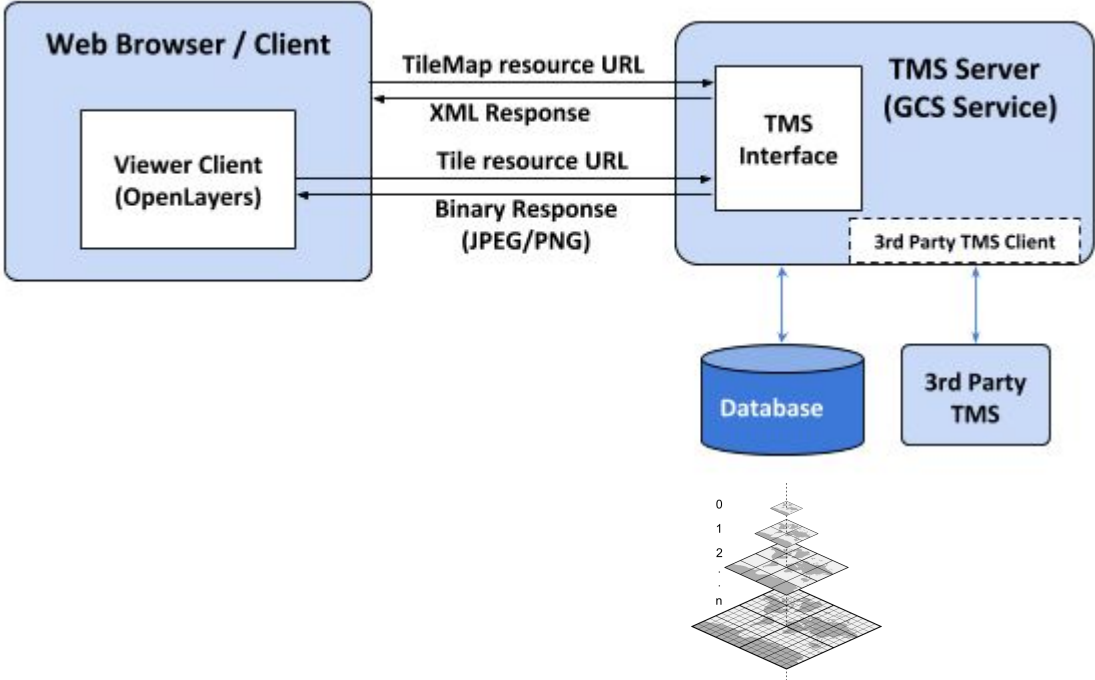 Web Browser / Client
Viewer Client
(OpenLayers)
TileMap resource URL
XML Response
Tile resource URL
Binary Response
(JPEG/PNG)
TMS Server
(GCS Service)
TMS
Interface
3rd Party TMS Client
Database
3rd Party
TMS
0
1
2
.
.
n